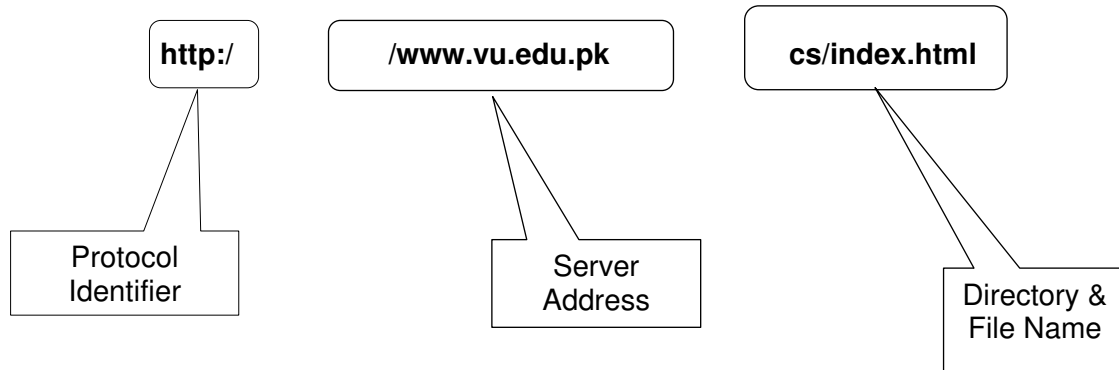 http:/
/www.vu.edu.pk
cs/index.html
Protocol
Identifier
Server
Address
Directory &
File Name